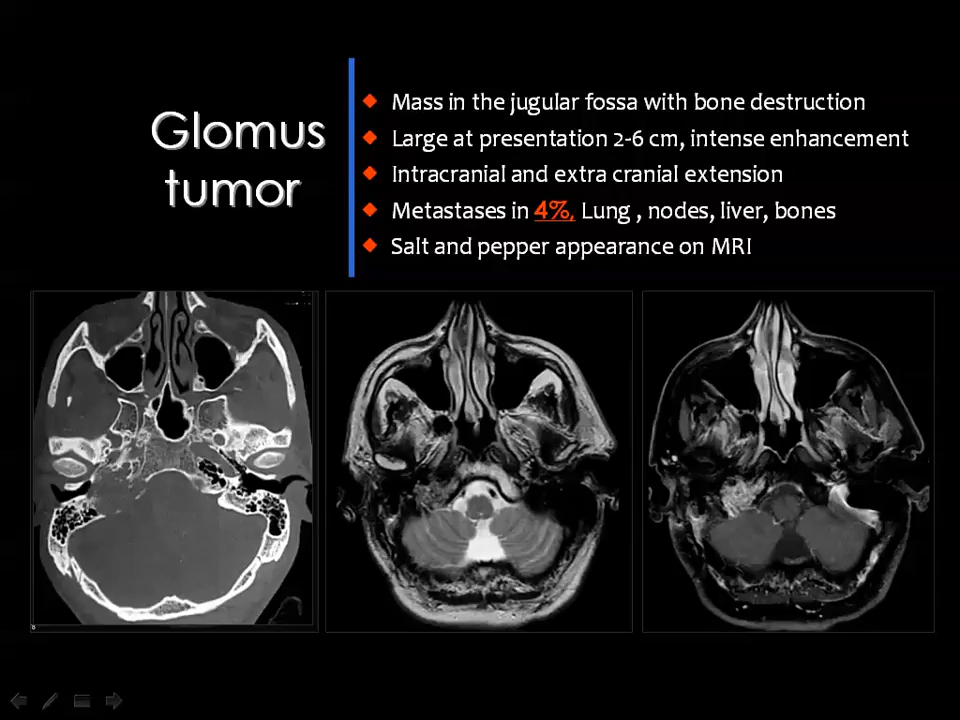 Glomus
tumor
Mass in the jugular fossa with bone destruction
Large at presentation 2-6 cm, intense enhancement
Intracranial and extra cranial extension
Metastases in 4%, Lung , nodes, liver, bones
Salt and pepper appearance on MRI